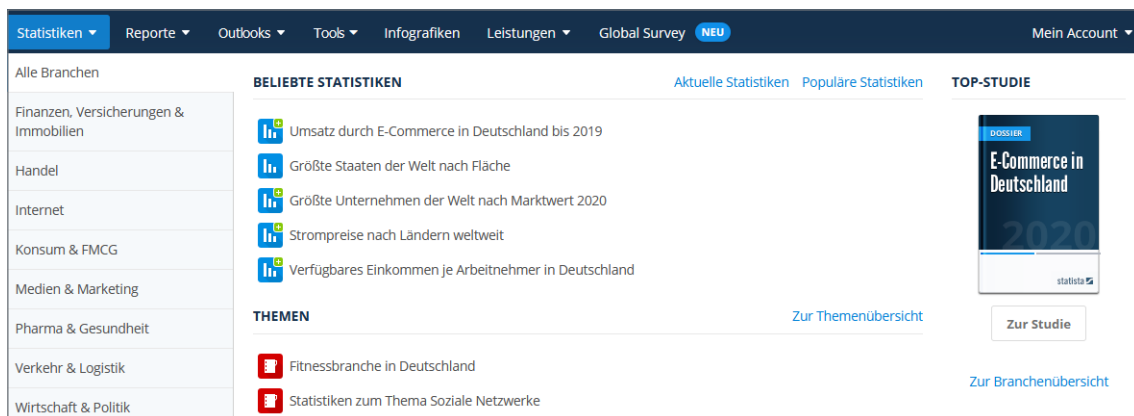 Statistiken Reporte Outlooks Tools Infografiken Leistungen Global Survey NEU Mein Account
Alle Branchen
Finanzen, Versicherungen &
Immobilien
Handel
Internet
Konsum & FMCG
Medien & Marketing
Pharma & Gesundheit
Verkehr & Logistik
Wirtschaft & Politik
BELIEBTE STATISTIKEN Aktuelle Statistiken Populäre Statistiken
Umsatz durch E-Commerce in Deutschland bis 2019
Größte Staaten der Welt nach Fläche
Größte Unternehmen der Welt nach Marktwert 2020
Strompreise nach Ländern weltweit
Verfügbares Einkommen je Arbeitnehmer in Deutschland
THEMEN Zur Themenübersicht
Fitnessbranche in Deutschland
Statistiken zum Thema Soziale Netzwerke
TOP-STUDIE
DOSSIER
E-Commerce in
Deutschland
2020
statista
Zur Studie
Zur Branchenübersicht